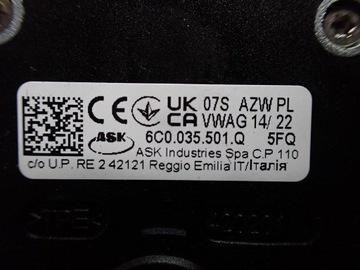 UK 07S AZW PL
CA VWAG 14/ 22
ASK 6C0.035.501.Q 5FQ
ASK Industries Spa C.P 110
c/o U.P. RE 2 42121 Reggio Emilia IT/Італія